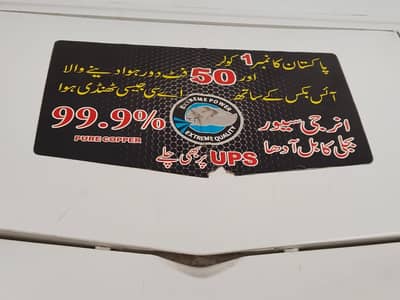 پاکستان کا نمبر 1 کولر
اور 50 فٹ دور ہوا دینے والا
آئس بکس کے ساتھ اے سی جیسی ٹھنڈی ہوا
EXTREME POWER
EXTREME QUALITY
99.9%
PURE COPPER
انرجی سیور
بجلی کا بل آدھا
UPS پر بھی چلے